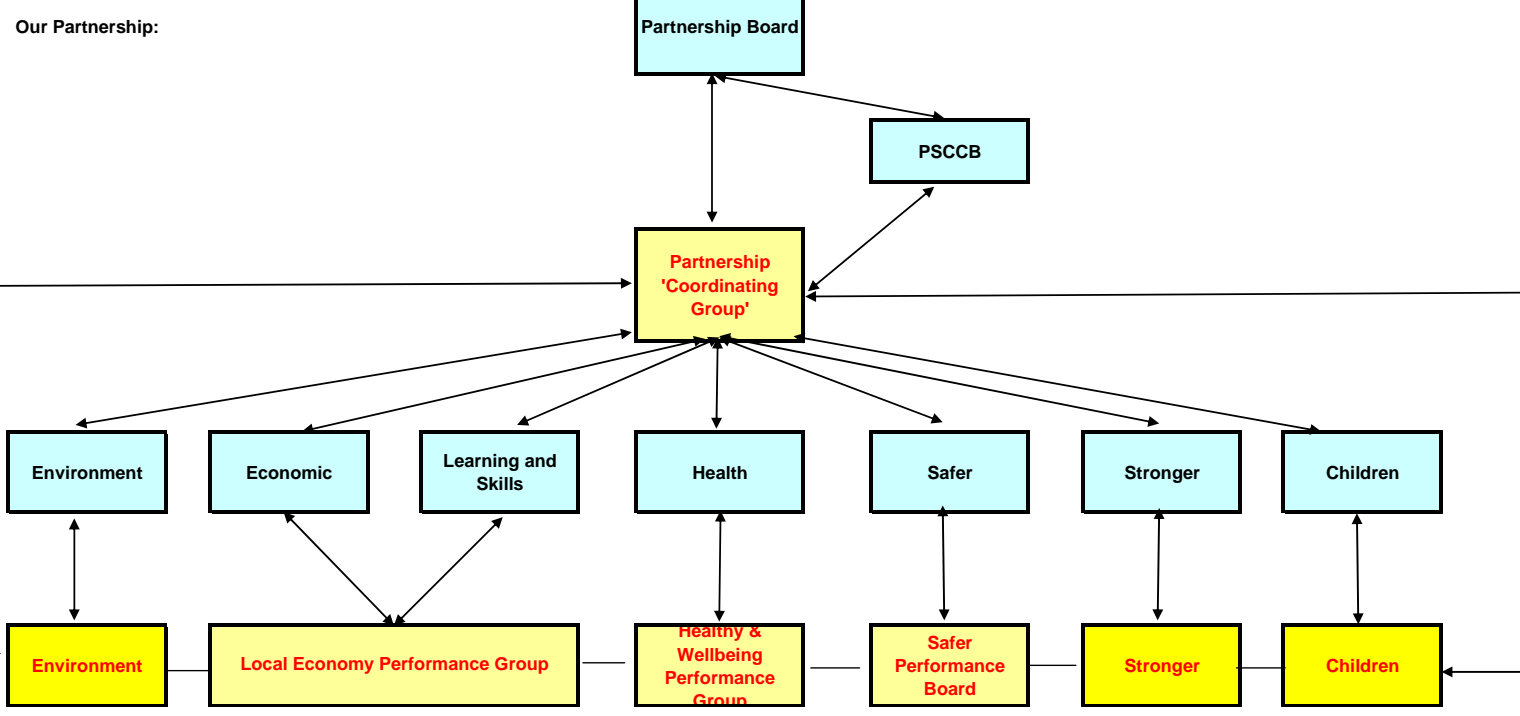 Our Partnership:
Partnership Board
PSCCB
Partnership
'Coordinating
Group'
Environment
Economic
Learning and
Skills
Health
Safer
Stronger
Children
Environment
Local Economy Performance Group
Healthy &
Wellbeing
Performance
Group
Safer
Performance
Board
Stronger
Children